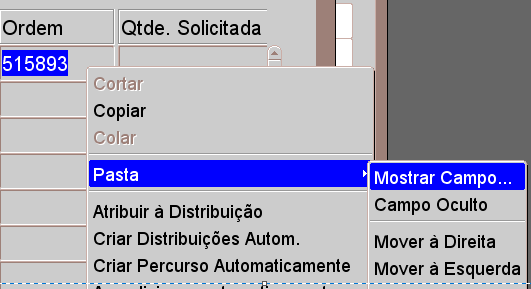 Ordem Qtde. Solicitada
515893
Cortar
Copiar
Colar
Pasta Mostrar Campo...
Campo Oculto
Atribuir à Distribuição
Mover à Direita
Criar Distribuições Autom.
Criar Percurso Automaticamente
Mover à Esquerda